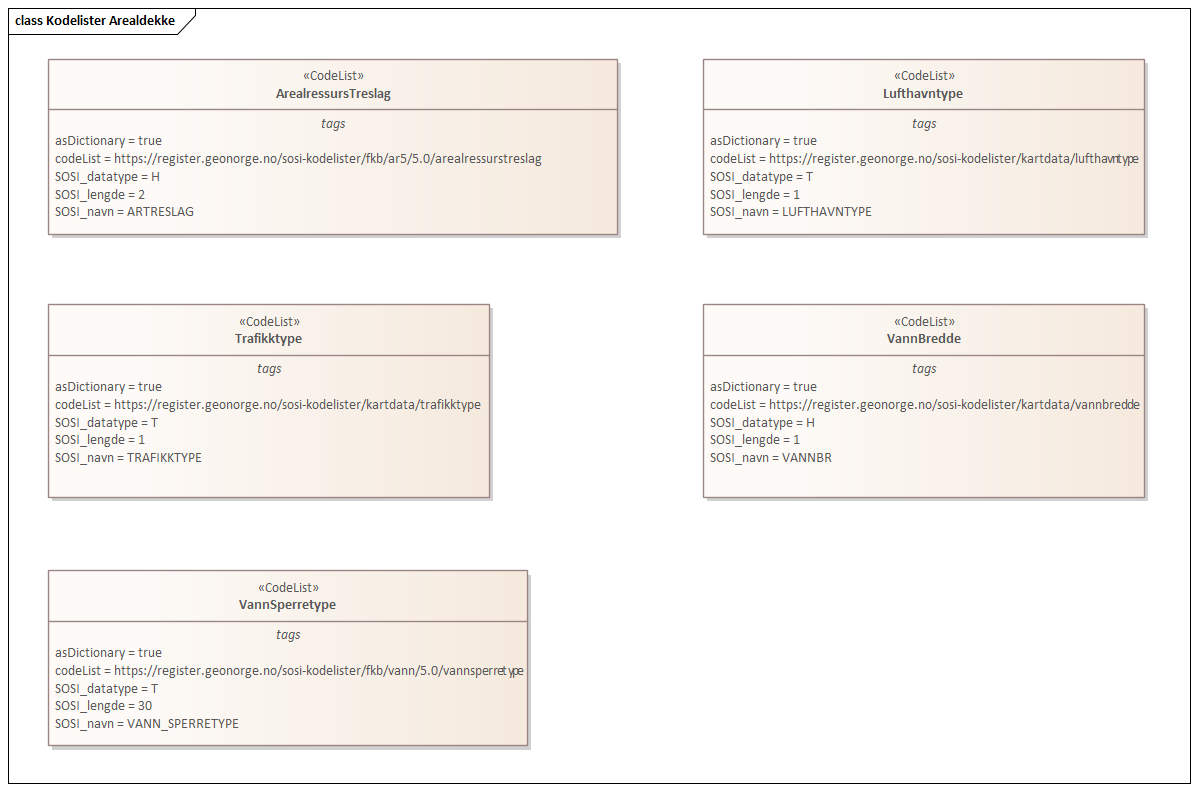 class Kodelister Arealdekke
«CodeList»
ArealressursTreslag
tags
asDictionary = true
codeList = https://register.geonorge.no/sosi-kodelister/fkb/ar5/5.0/arealressurstreslag
SOSI_datatype = H
SOSI_lengde = 2
SOSI_navn = ARTRESLAG
«CodeList»
Lufthavntype
tags
asDictionary = true
codeList = https://register.geonorge.no/sosi-kodelister/kartdata/lufthavntype
SOSI_datatype = T
SOSI_lengde = 1
SOSI_navn = LUFTHAVNTYPE
«CodeList»
Trafikktype
tags
asDictionary = true
codeList = https://register.geonorge.no/sosi-kodelister/kartdata/trafikktype
SOSI_datatype = T
SOSI_lengde = 1
SOSI_navn = TRAFIKKTYPE
«CodeList»
VannBredde
tags
asDictionary = true
codeList = https://register.geonorge.no/sosi-kodelister/kartdata/vannbredde
SOSI_datatype = H
SOSI_lengde = 1
SOSI_navn = VANNBR
«CodeList»
VannSperretype
tags
asDictionary = true
codeList = https://register.geonorge.no/sosi-kodelister/fkb/vann/5.0/vannsperretype
SOSI_datatype = T
SOSI_lengde = 30
SOSI_navn = VANN_SPERRETYPE